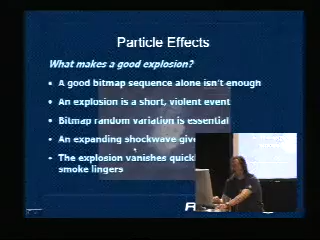 Particle Effects
What makes a good explosion?
• A good bitmap sequence alone isn't enough
• An explosion is a short, violent event
• Bitmap random variation is essential
• An expanding shockwave give
• The explosion vanishes quick
smoke lingers